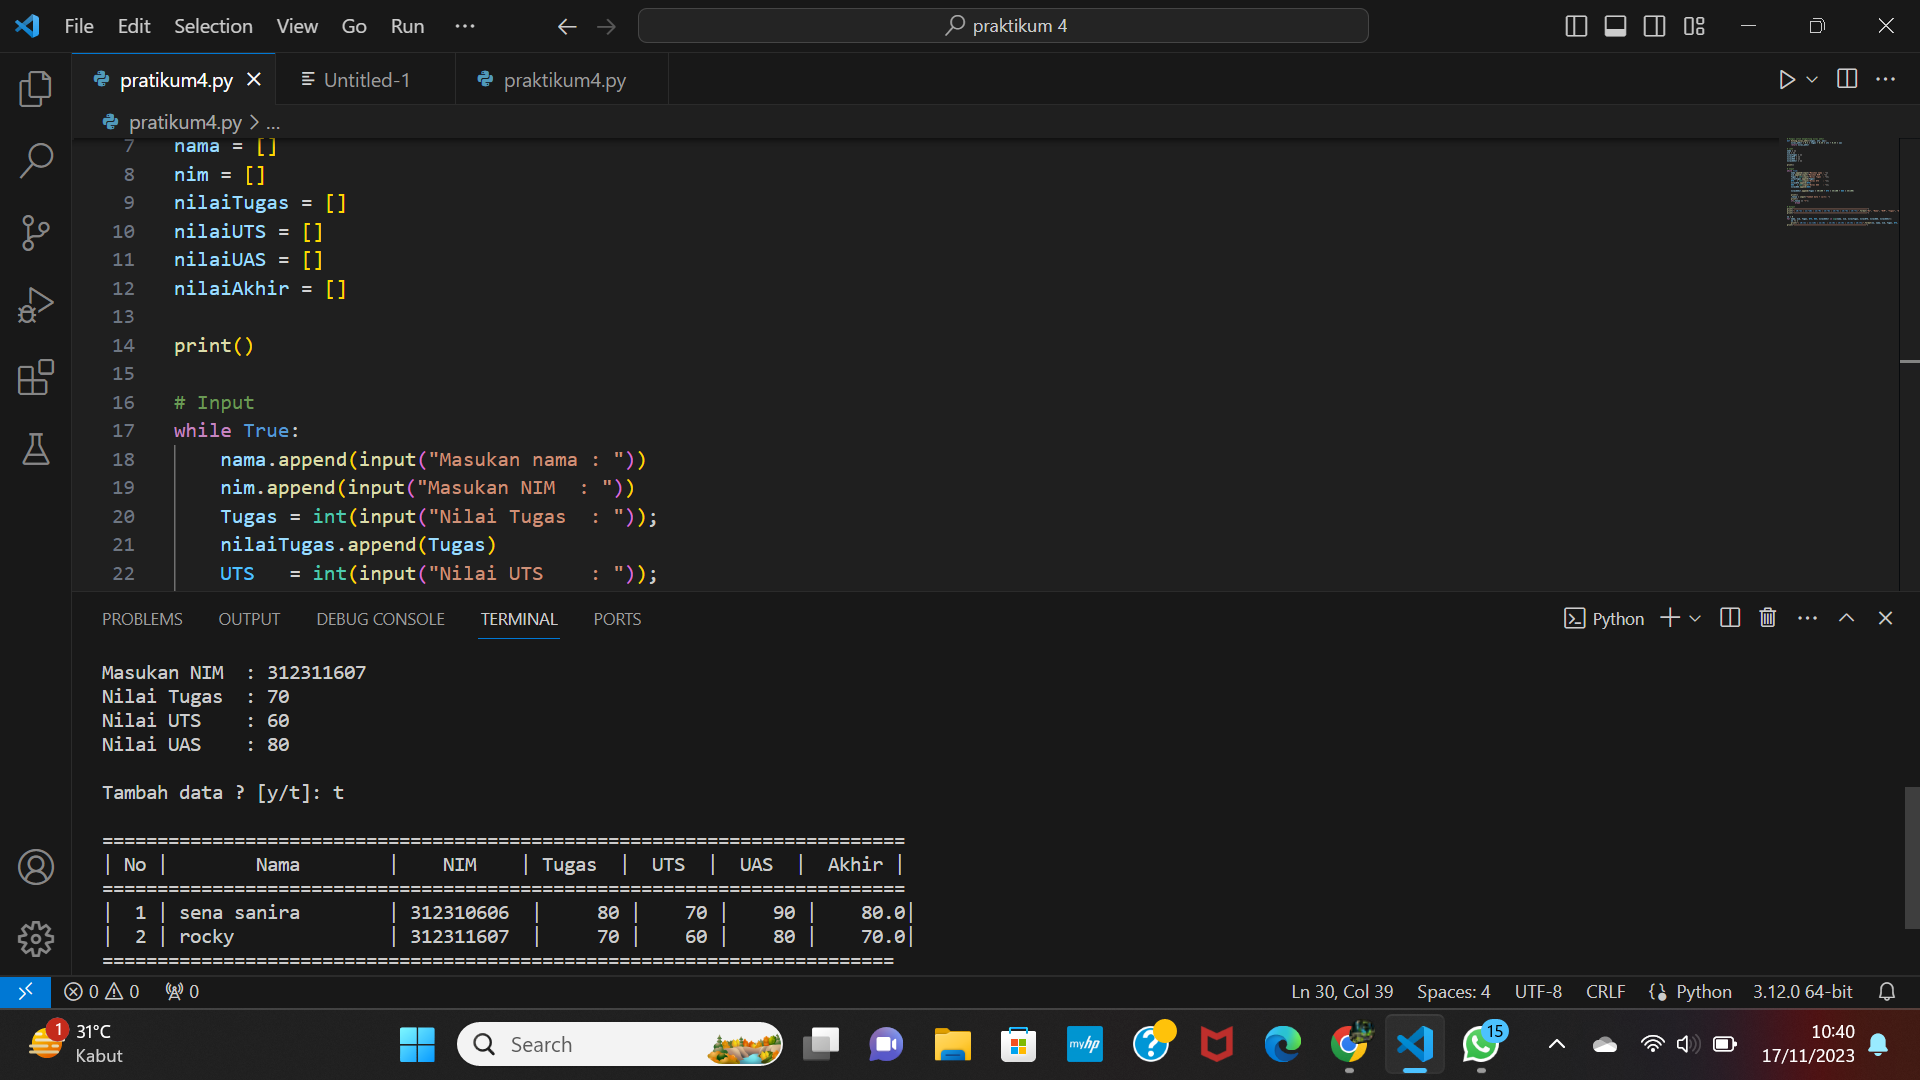 File Edit Selection View Go Run ···
praktikum 4
pratikum4.py Untitled-1 praktikum4.py
pratikum4.py > ...
7 nama = []
8 nim = []
9 nilaiTugas = []
10 nilaiUTS = []
11 nilaiUAS = []
12 nilaiAkhir = []
13
14 print()
15
16 # Input
17 while True:
18 nama.append(input("Masukan nama : "))
19 nim.append(input("Masukan NIM  : "))
20 Tugas = int(input("Nilai Tugas  : "));
21 nilaiTugas.append(Tugas)
22 UTS   = int(input("Nilai UTS    : "));
PROBLEMS OUTPUT DEBUG CONSOLE TERMINAL PORTS
Python
Masukan NIM  : 312311607
Nilai Tugas  : 70
Nilai UTS    : 60
Nilai UAS    : 80
Tambah data ? [y/t]: t
=========================================================================
| No |        Nama        |    NIM    | Tugas  |  UTS  |  UAS  |  Akhir |
=========================================================================
|  1 | sena sanira        | 312310606  |     80 |    70 |    90 |    80.0|
|  2 | rocky              | 312311607  |     70 |    60 |    80 |    70.0|
========================================================================
0 0 0
Ln 30, Col 39 Spaces: 4 UTF-8 CRLF Python 3.12.0 64-bit
1
31°C
Kabut
Search
myhp
15
10:40
17/11/2023